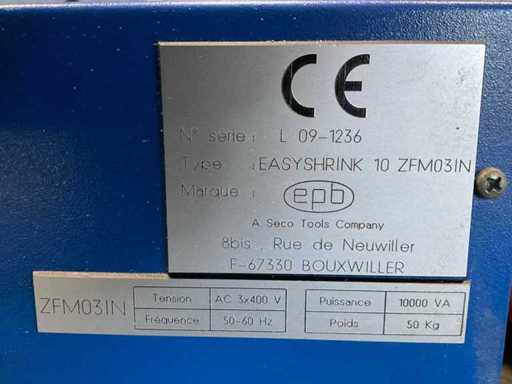 CE
N° série : L 09-1236
Type : EASYSHRINK 10 ZFM03IN
Marque : epb
A Seco Tools Company
8bis , Rue de Neuwiller
F-67330 BOUXWILLER
ZFM03IN
Tension AC 3x400 V Puissance 10000 VA
Fréquence 50-60 Hz Poids 50 Kg